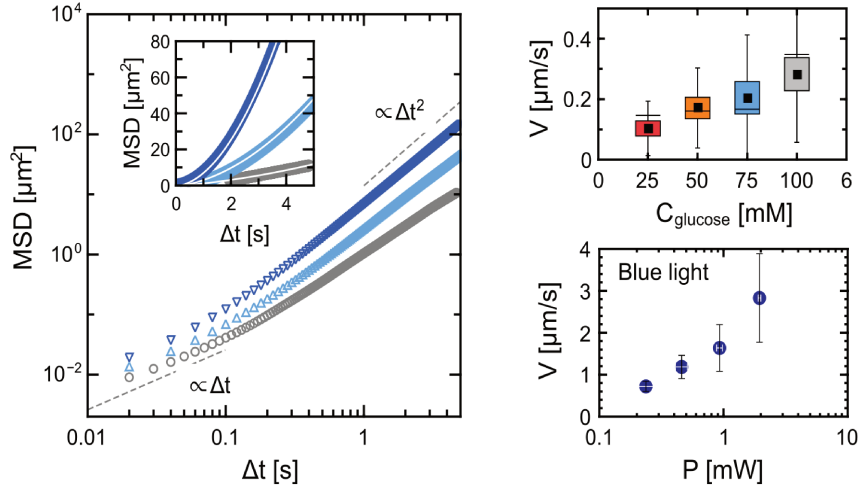 10⁴
10²
10⁰
10⁻²
MSD [µm²]
0.01
0.1
1
Δt [s]
∝Δt²
∝Δt
80
60
40
20
0
MSD [µm²]
0
2
4
Δt [s]
0.4
0.2
0
V [µm/s]
0
25
50
75
100
6
C_glucose [mM]
Blue light
4
3
2
1
0
V [µm/s]
0.1
1
10
P [mW]